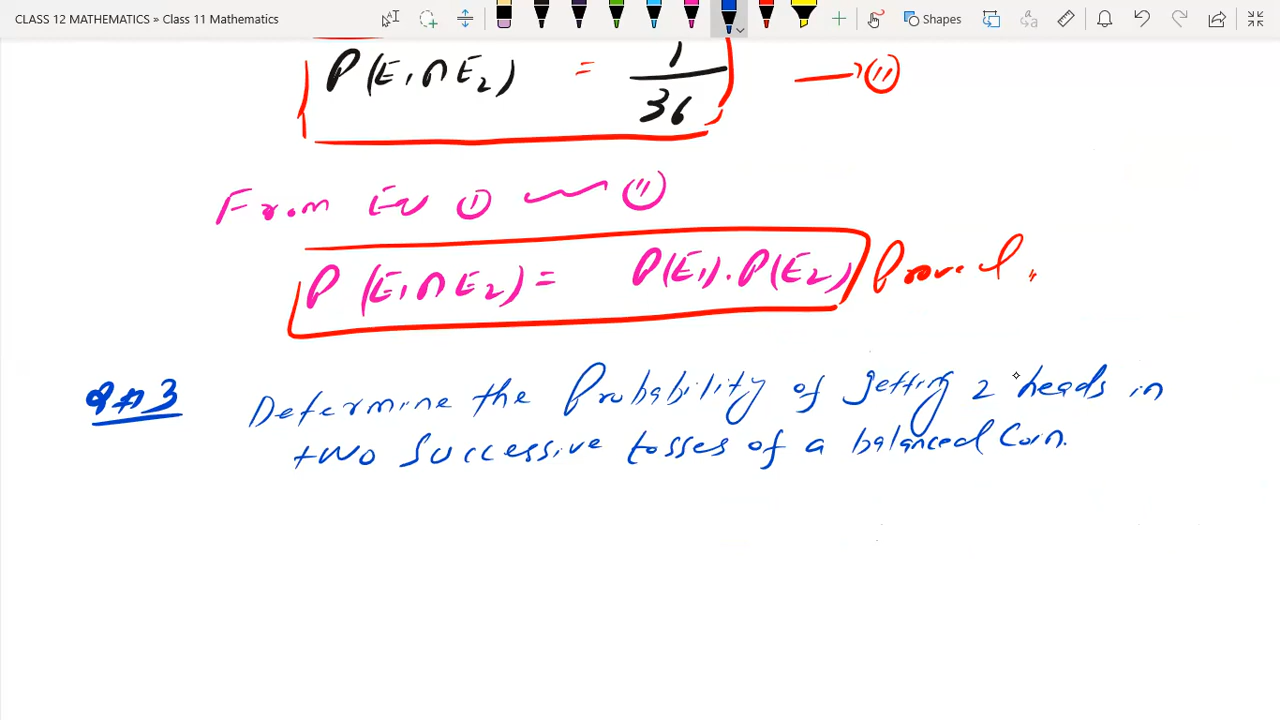 CLASS 12 MATHEMATICS » Class 11 Mathematics
Shapes
P(E₁∩E₂) = 1/36 → (II)
From Eq (I) (II)
P(E₁∩E₂) = P(E₁).P(E₂) Proved
Q#3 Determine the Probability of getting 2 heads in
two Successive tosses of a balanced Coin.